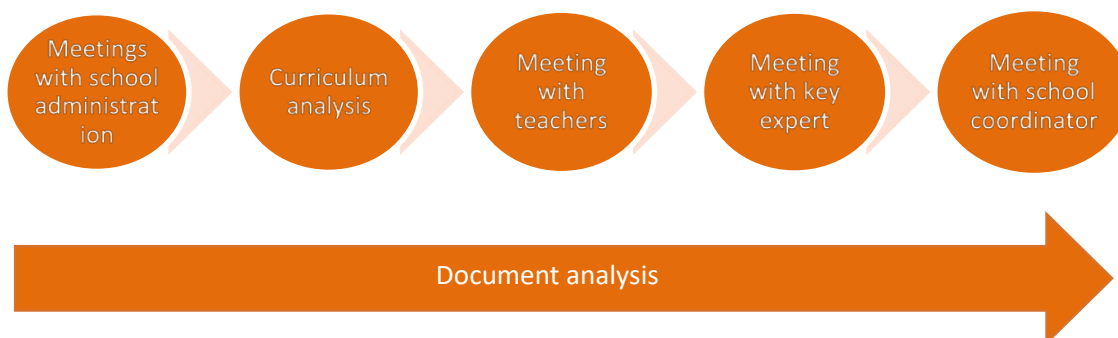 Meetings
with school
administrat
ion
Curriculum
analysis
Meeting
with
teachers
Meeting
with key
expert
Meeting
with school
coordinator
Document analysis